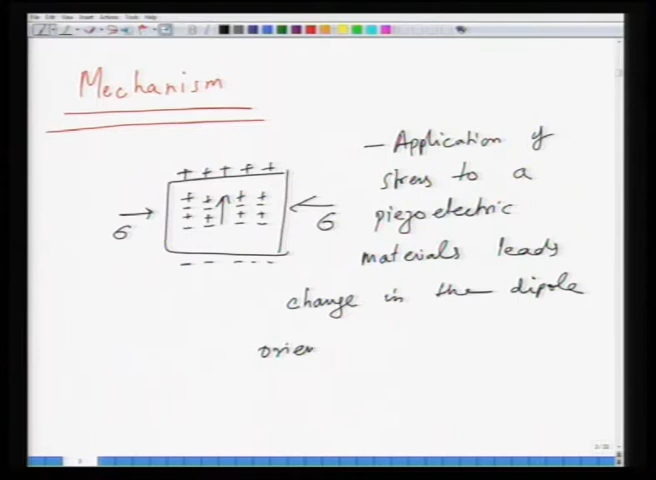 Mechanism
– Application of
stress to a
piezoelectric
materials leads
change in the dipole
orien
+ + + + +
+ + + +
– – – –
+ + + +
– – – –
– – – – –
σ
σ